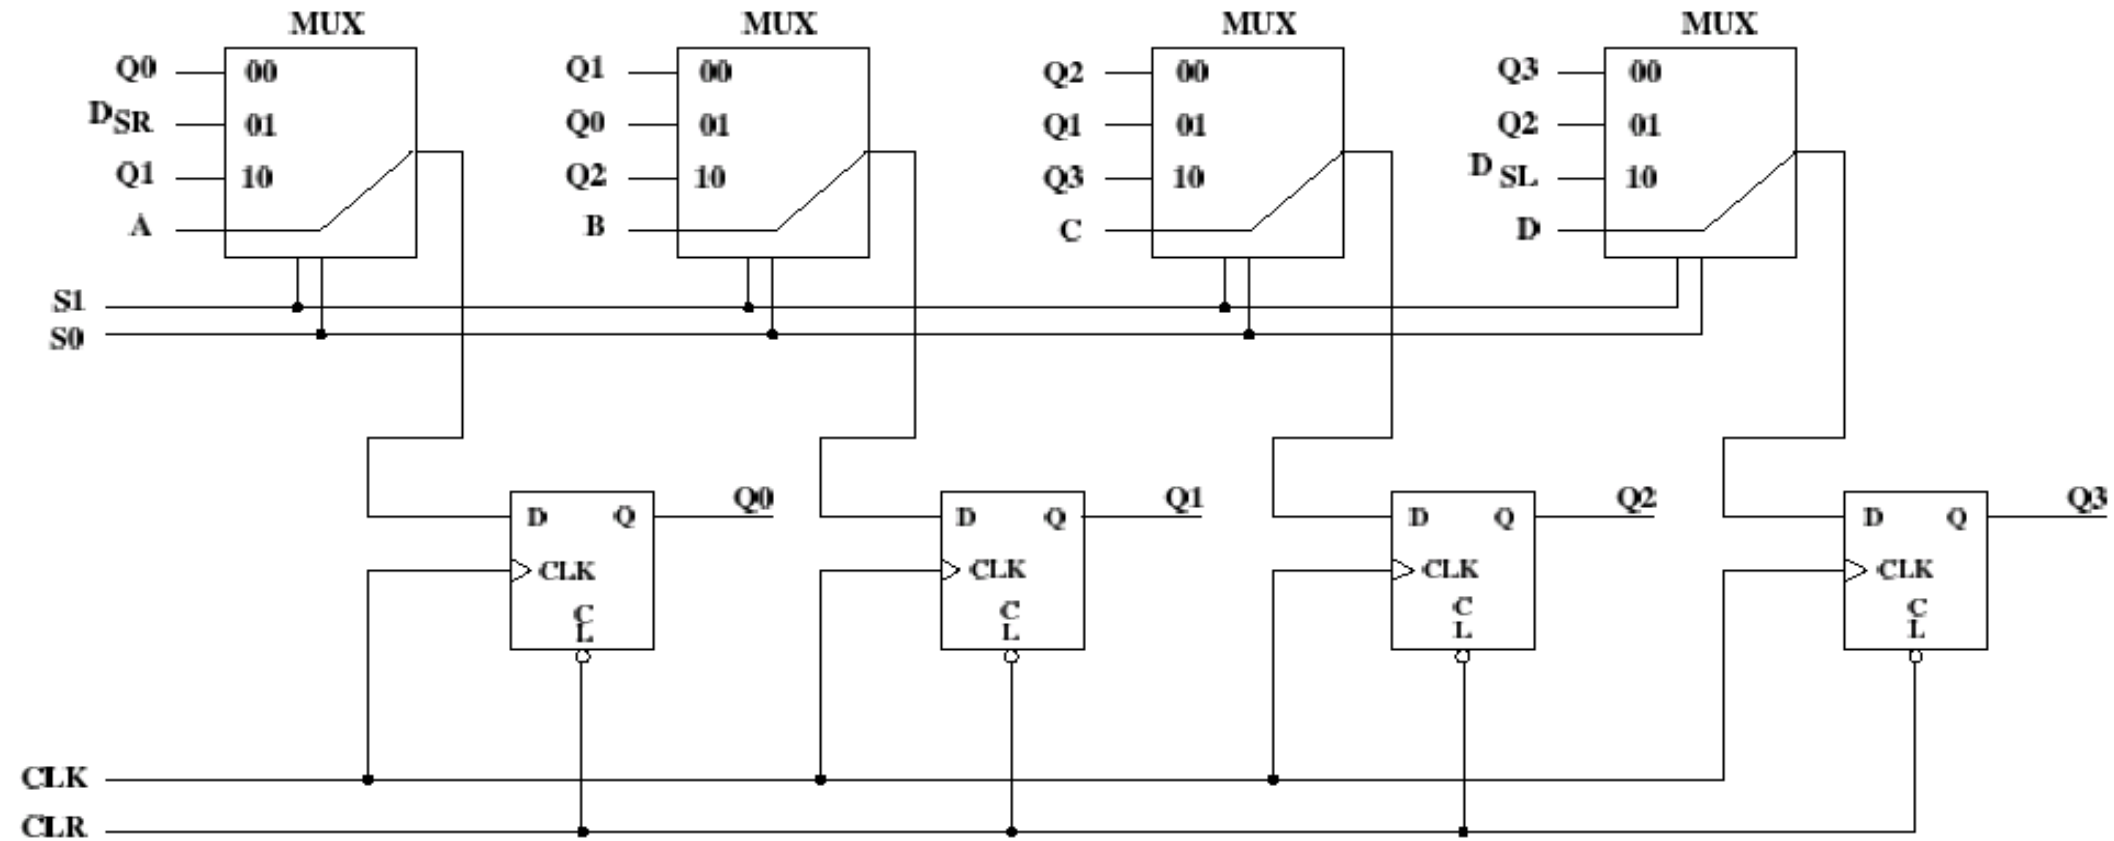 MUX MUX MUX MUX
Q0 00 Q1 00 Q2 00 Q3 00
DSR 01 Q0 01 Q1 01 Q2 01
Q1 10 Q2 10 Q3 10 DSL 10
A B C D
S1
S0
Q0 Q1 Q2 Q3
D Q D Q D Q D Q
CLK CLK CLK CLK
C C C C
L L L L
CLK
CLR